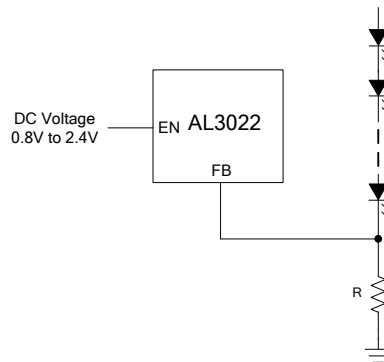 DC Voltage
0.8V to 2.4V
EN AL3022
FB
R